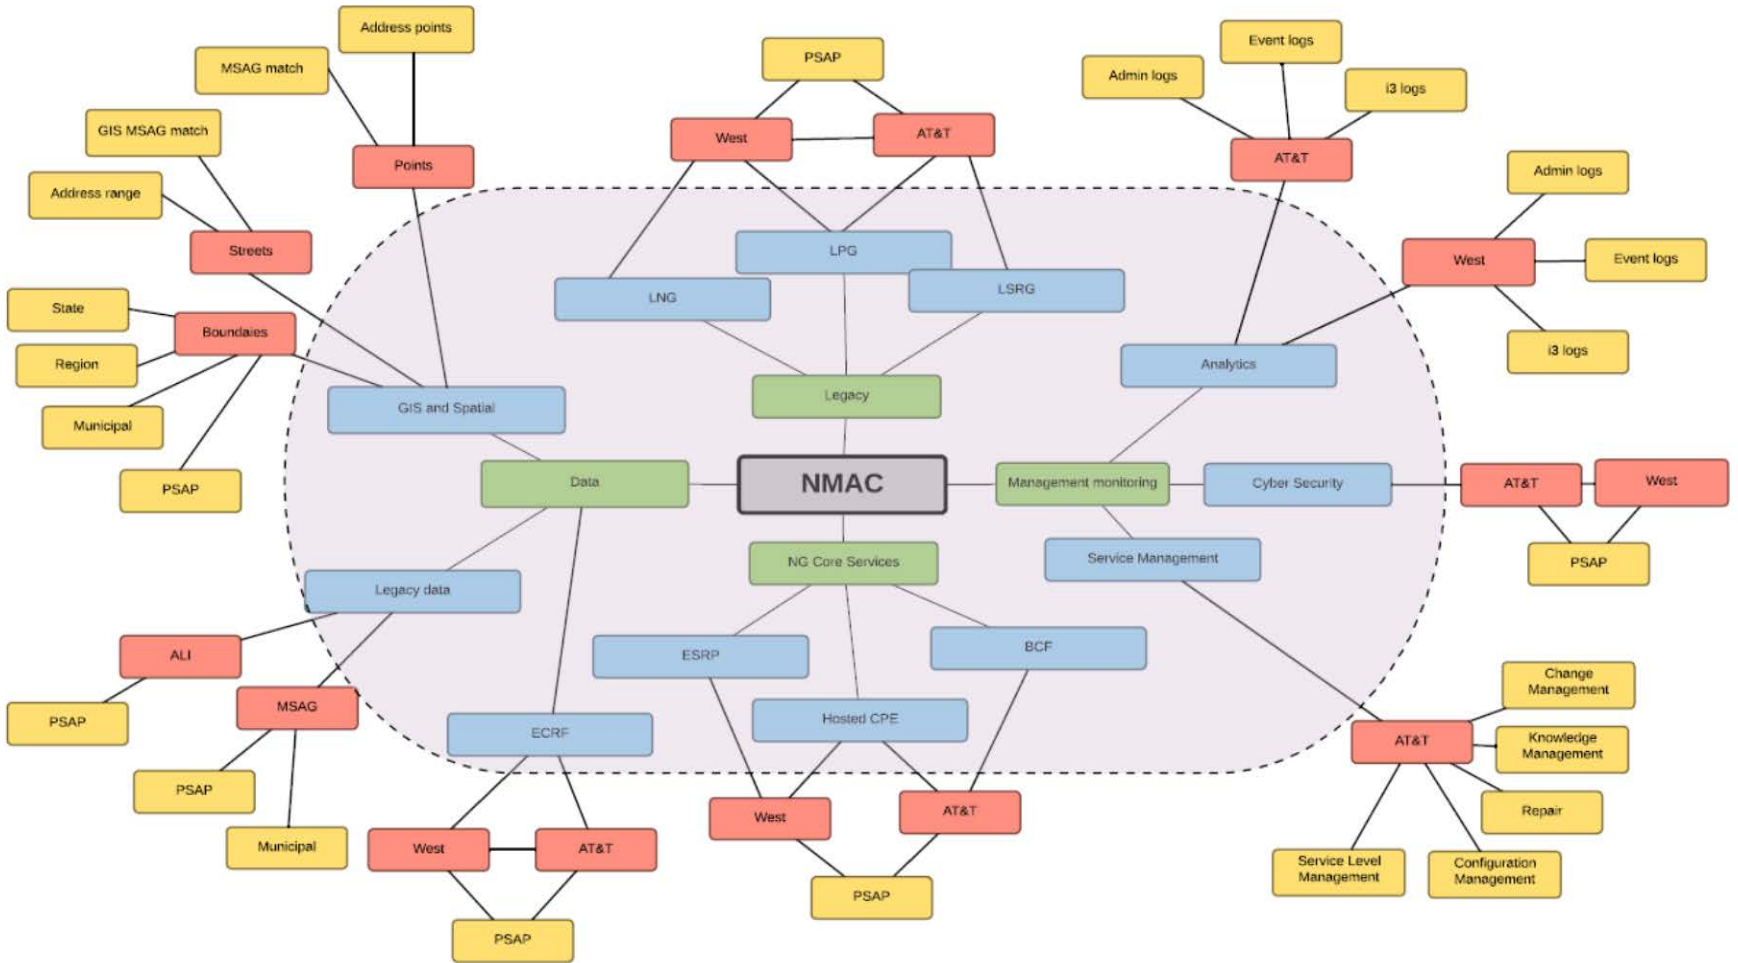 Address points
MSAG match
GIS MSAG match
Address range
Points
Streets
State
Boundaies
Region
Municipal
PSAP
GIS and Spatial
PSAP
West
AT&T
LPG
LNG
LSRG
Legacy
Event logs
Admin logs
i3 logs
AT&T
Admin logs
West
Event logs
i3 logs
Analytics
Data
NMAC
Management monitoring
Cyber Security
AT&T
West
PSAP
NG Core Services
Service Management
Legacy data
ALI
PSAP
MSAG
PSAP
Municipal
ECRF
West
AT&T
PSAP
ESRP
BCF
Hosted CPE
West
AT&T
PSAP
AT&T
Change
Management
Knowledge
Management
Repair
Service Level
Management
Configuration
Management